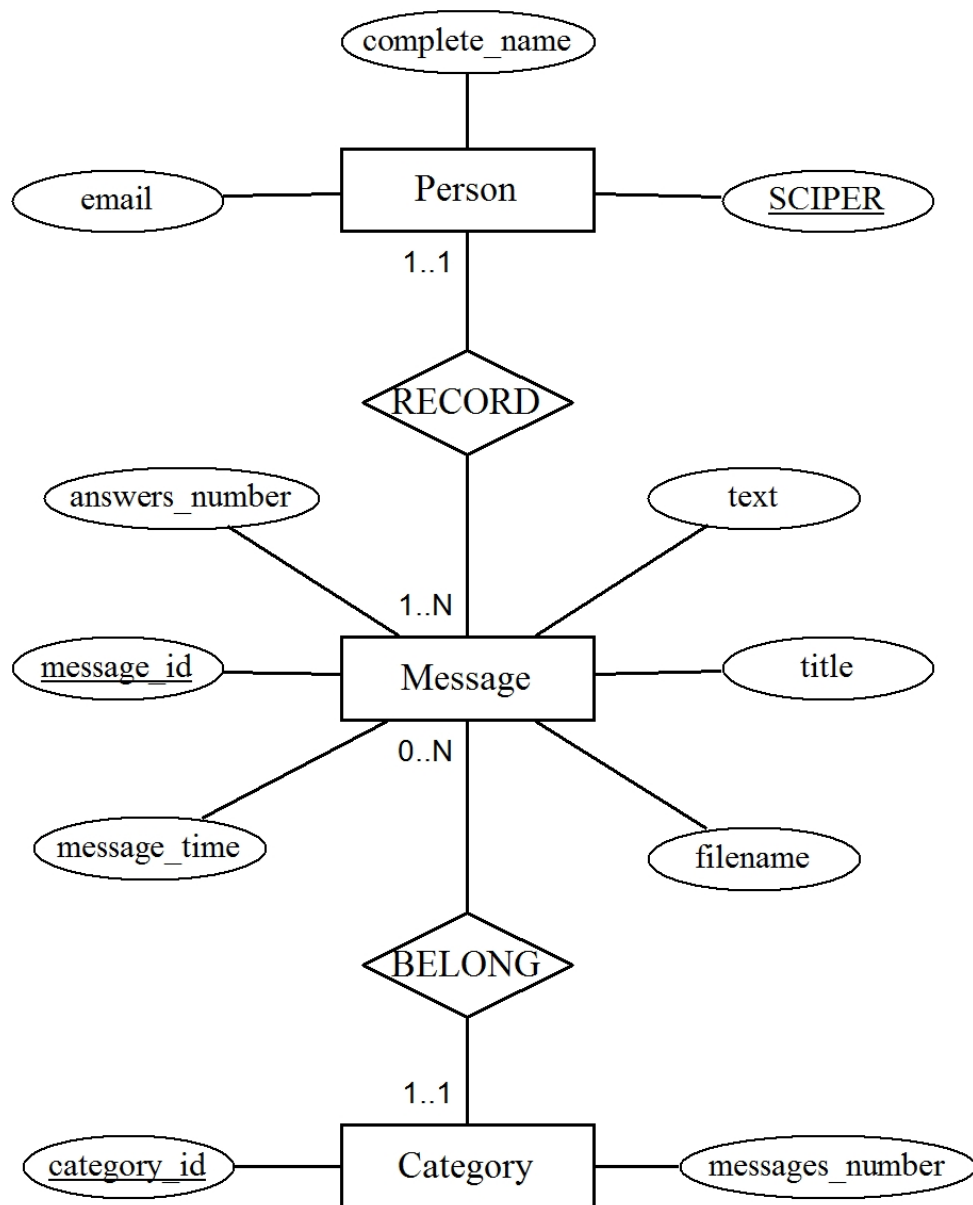 complete_name
email
Person
SCIPER
1..1
RECORD
answers_number
text
1..N
message_id
Message
title
0..N
message_time
filename
BELONG
1..1
category_id
Category
messages_number